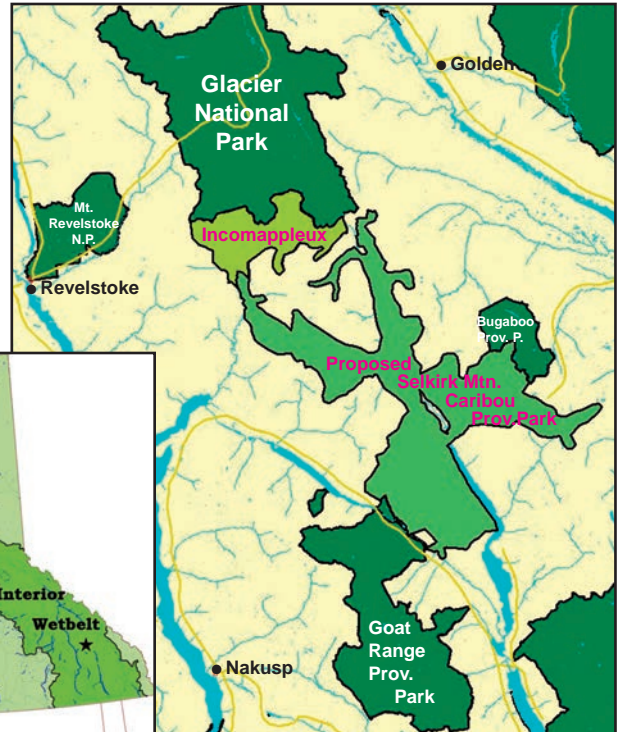 Glacier
National
Park
Golden
Mt.
Revelstoke
N.P.
Incomappleux
Revelstoke
Bugaboo
Prov. P.
Proposed
Selkirk Mtn.
Caribou
Prov.Park
Interior
Wetbelt
Goat
Range
Prov.
Park
Nakusp